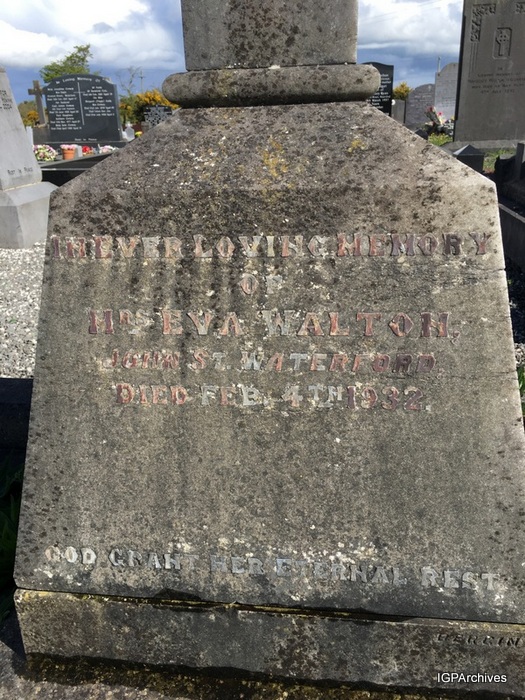 IN EVER LOVING MEMORY
OF
MRS EVA WALTON.
JOHN ST. WATERFORD.
DIED FEB. 4TH 1932.
GOD GRANT HER ETERNAL REST
IGPArchives